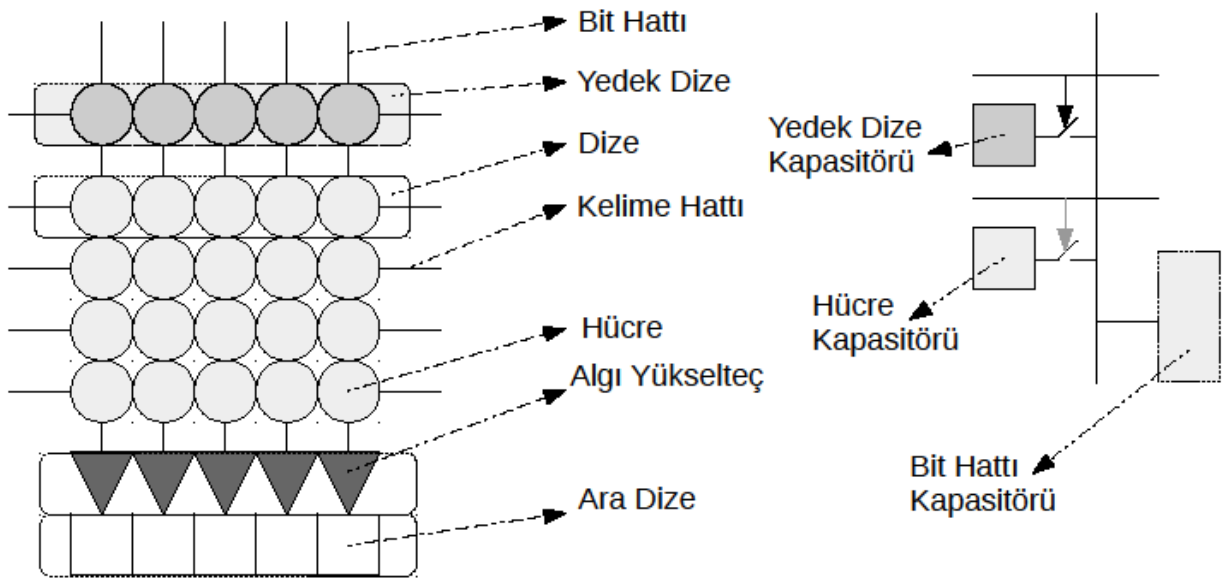 Bit Hattı
Yedek Dize
Dize
Kelime Hattı
Hücre
Algı Yükselteç
Ara Dize
Yedek Dize
Kapasitörü
Hücre
Kapasitörü
Bit Hattı
Kapasitörü